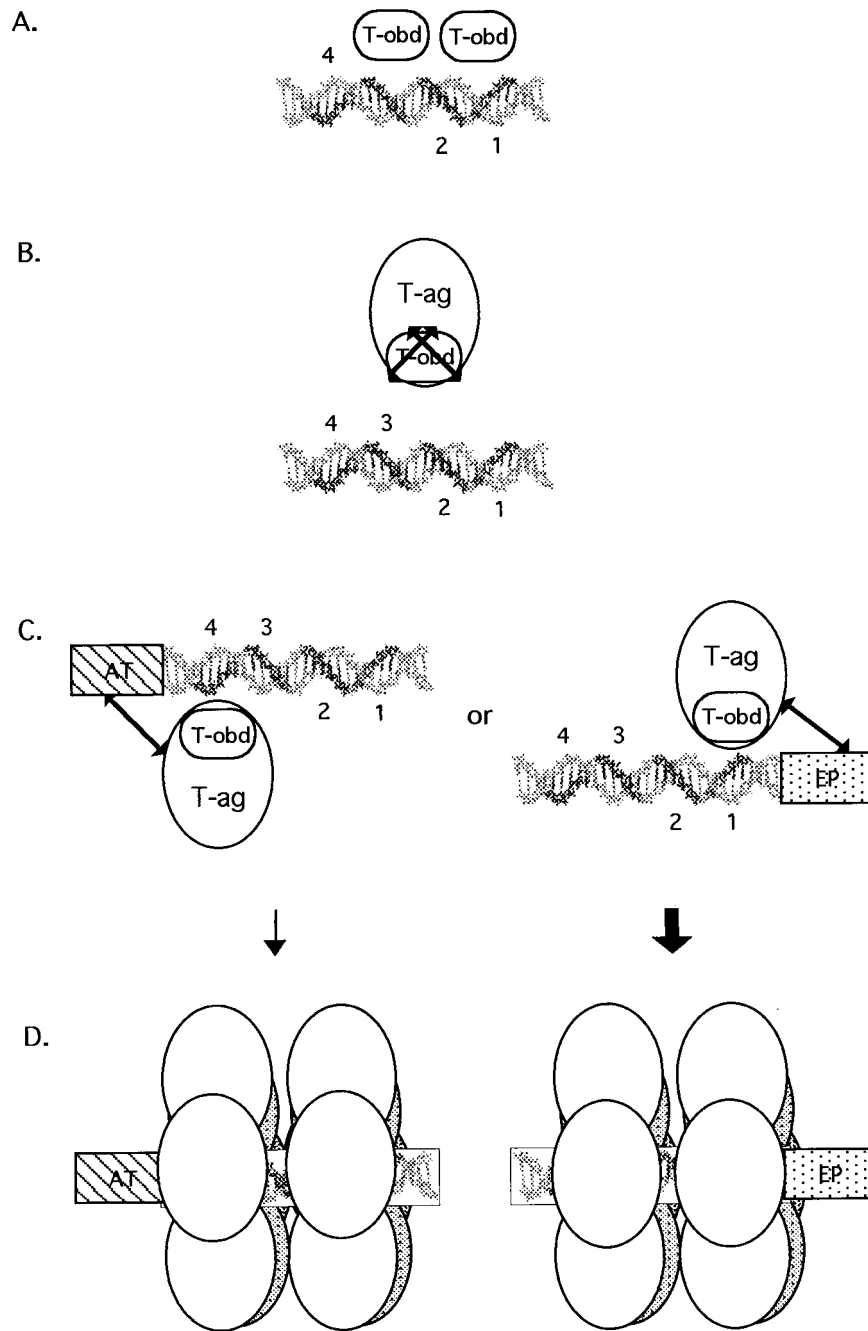 A.
T-obd T-obd
4
2 1
B.
T-ag
T-obd
4 3
2 1
C.
4 3
AT
2 1
T-obd
T-ag
or
T-ag
T-obd
4 3
EP
2 1
D.
AT
EP